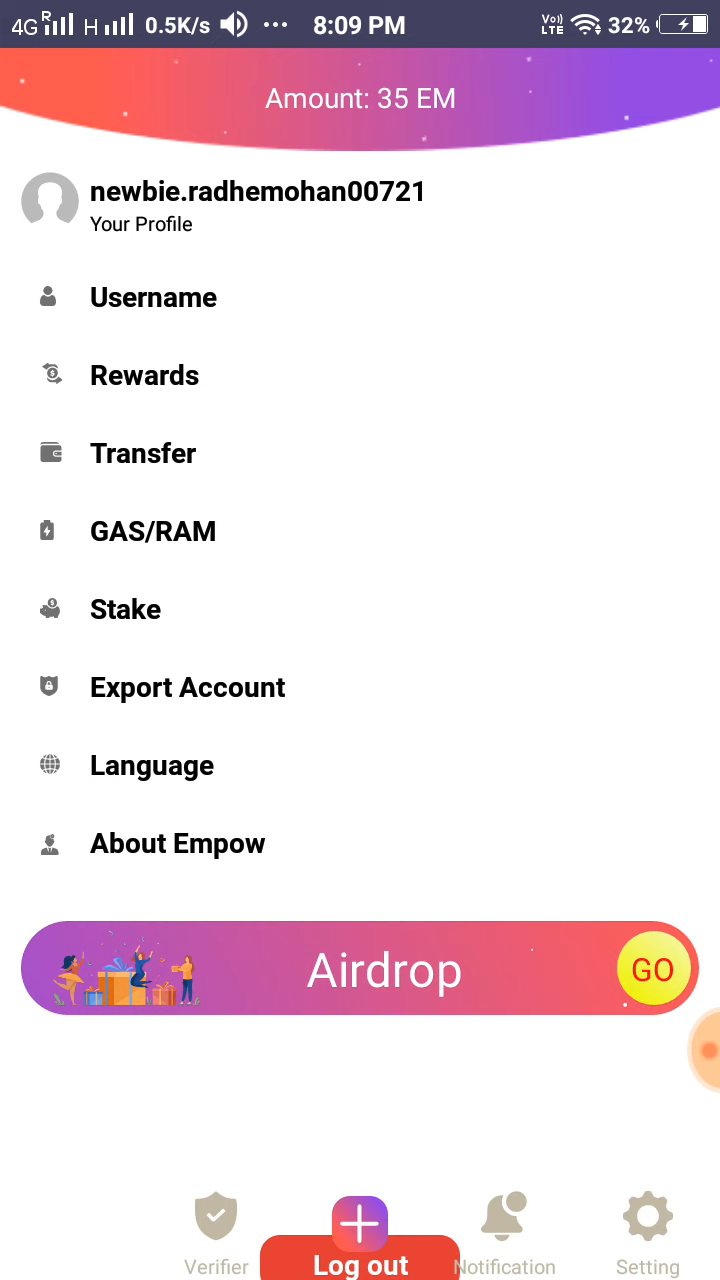 4G R H 0.5K/s ... 8:09 PM Vo)) LTE 32%
Amount: 35 EM
newbie.radhemohan00721
Your Profile
Username
Rewards
Transfer
GAS/RAM
Stake
Export Account
Language
About Empow
Airdrop GO
Verifier Log out Notification Setting